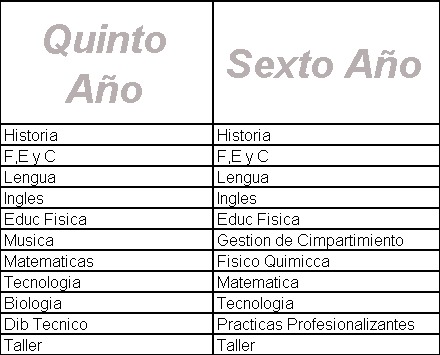 Quinto Año
Sexto Año
Historia Historia
F,E y C F,E y C
Lengua Lengua
Ingles Ingles
Educ Fisica Educ Fisica
Musica Gestion de Cimpartimiento
Matematicas Fisico Quimicca
Tecnologia Matematica
Biologia Tecnologia
Dib Tecnico Practicas Profesionalizantes
Taller Taller